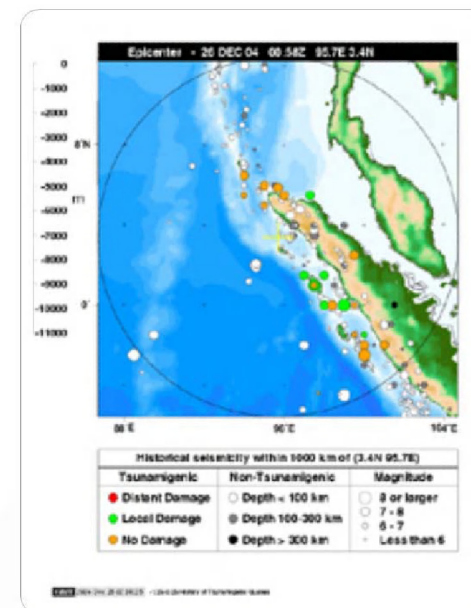 Epicenter - 26 DEC 04 00:58Z 95.7E 3.4N
0
-1000
-2000
-3000
-4000
-5000
m
-6000
-7000
-8000
-9000
-10000
-11000
8°N
0°
88°E
96°E
104°E
Historical seismicity within 1000 km of (3.4N 95.7E)
Tsunamigenic Non-Tsunamigenic Magnitude
Distant Damage Depth < 100 km 8 or larger
Local Damage Depth 100-300 km 7 - 8
No Damage Depth > 300 km 6 - 7
Less than 6